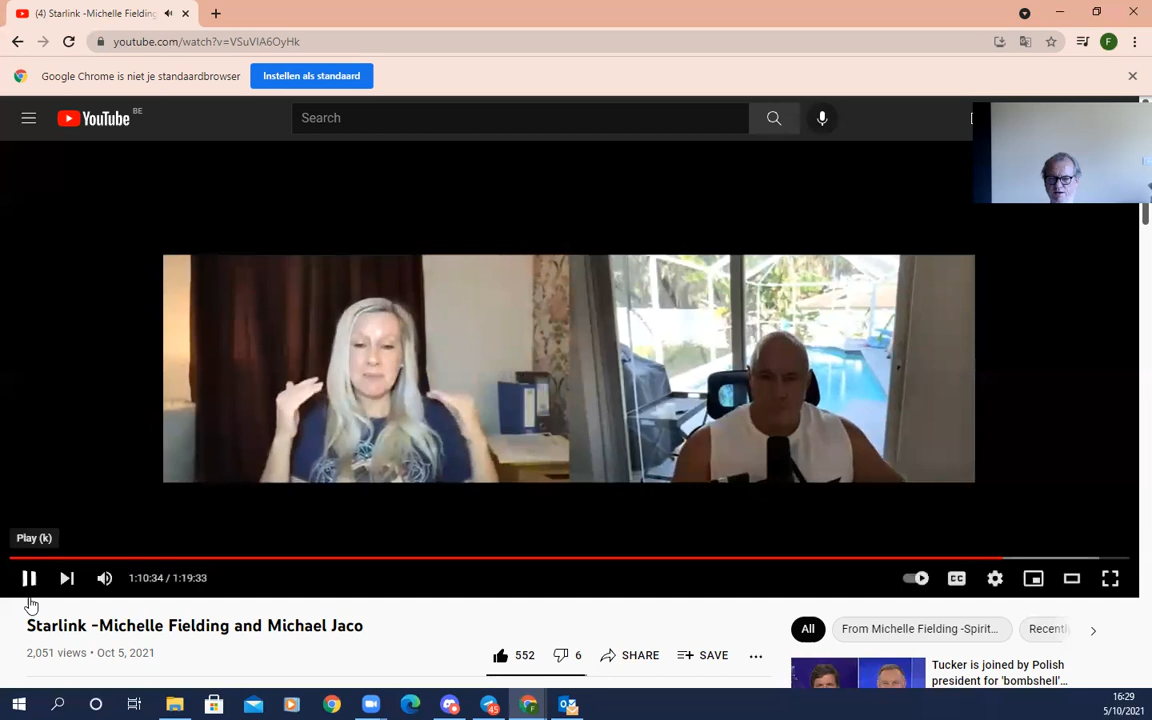 (4) Starlink -Michelle Fielding
youtube.com/watch?v=VSuVIA6OyHk
F
Google Chrome is niet je standaardbrowser
Instellen als standaard
YouTube BE
Search
Play (k)
1:10:34 / 1:19:33
CC
Starlink -Michelle Fielding and Michael Jaco
2,051 views • Oct 5, 2021
552
6
SHARE
SAVE
All
From Michelle Fielding -Spirit...
Recently
Tucker is joined by Polish
president for 'bombshell'...
45
16:29
5/10/2021